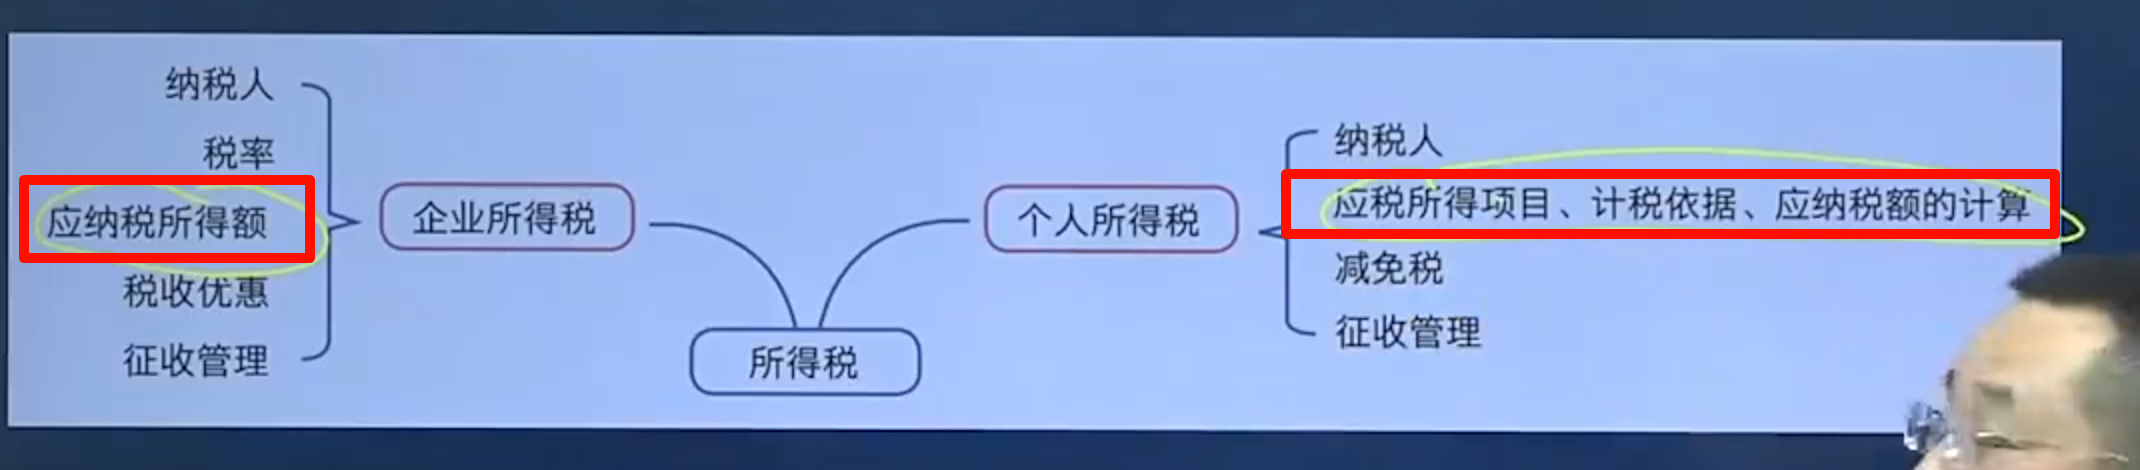 纳税人
税率
应纳税所得额
税收优惠
征收管理
企业所得税
所得税
个人所得税
纳税人
应税所得项目、计税依据、应纳税额的计算
减免税
征收管理